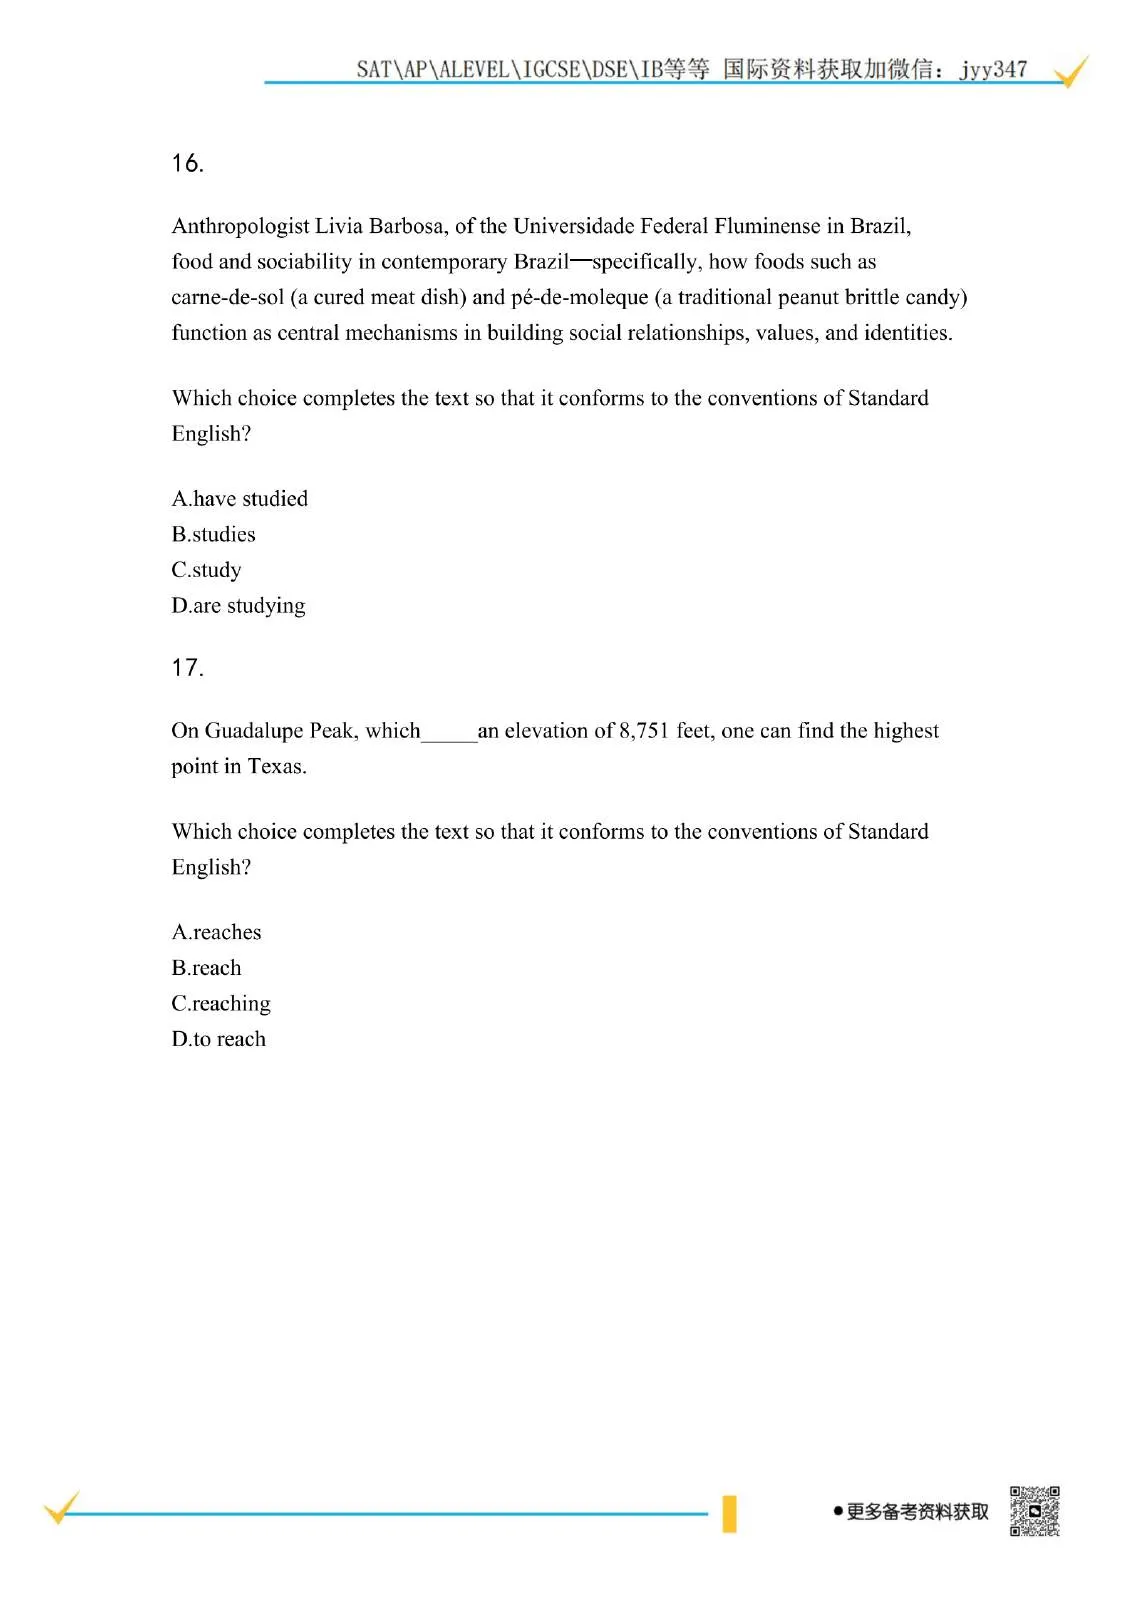 SAT\AP\ALEVEL\IGCSE\DSE\IB等等 国际资料获取加微信：jyy347
16.
Anthropologist Livia Barbosa, of the Universidade Federal Fluminense in Brazil,
food and sociability in contemporary Brazil—specifically, how foods such as
carne-de-sol (a cured meat dish) and pé-de-moleque (a traditional peanut brittle candy)
function as central mechanisms in building social relationships, values, and identities.
Which choice completes the text so that it conforms to the conventions of Standard
English?
A.have studied
B.studies
C.study
D.are studying
17.
On Guadalupe Peak, which_____an elevation of 8,751 feet, one can find the highest
point in Texas.
Which choice completes the text so that it conforms to the conventions of Standard
English?
A.reaches
B.reach
C.reaching
D.to reach
●更多备考资料获取